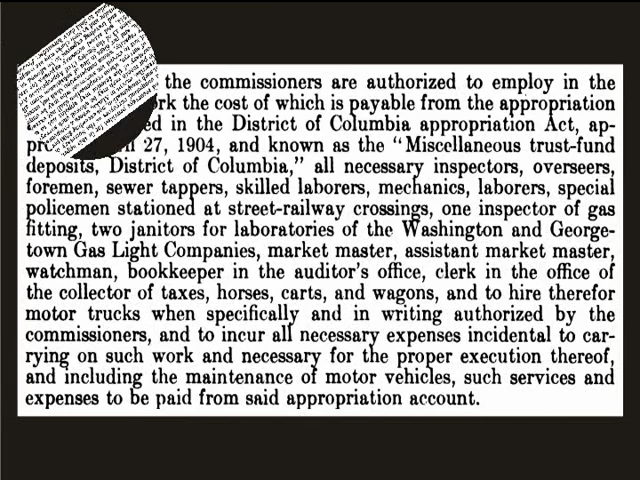 the commissioners are authorized to employ in the
the cost of which is payable from the appropriation
in the District of Columbia appropriation Act, ap-
27, 1904, and known as the “Miscellaneous trust-fund
deposits, District of Columbia,” all necessary inspectors, overseers,
foremen, sewer tappers, skilled laborers, mechanics, laborers, special
policemen stationed at street-railway crossings, one inspector of gas
fitting, two janitors for laboratories of the Washington and George-
town Gas Light Companies, market master, assistant market master,
watchman, bookkeeper in the auditor’s office, clerk in the office of
the collector of taxes, horses, carts, and wagons, and to hire therefor
motor trucks when specifically and in writing authorized by the
commissioners, and to incur all necessary expenses incidental to car-
rying on such work and necessary for the proper execution thereof,
and including the maintenance of motor vehicles, such services and
expenses to be paid from said appropriation account.